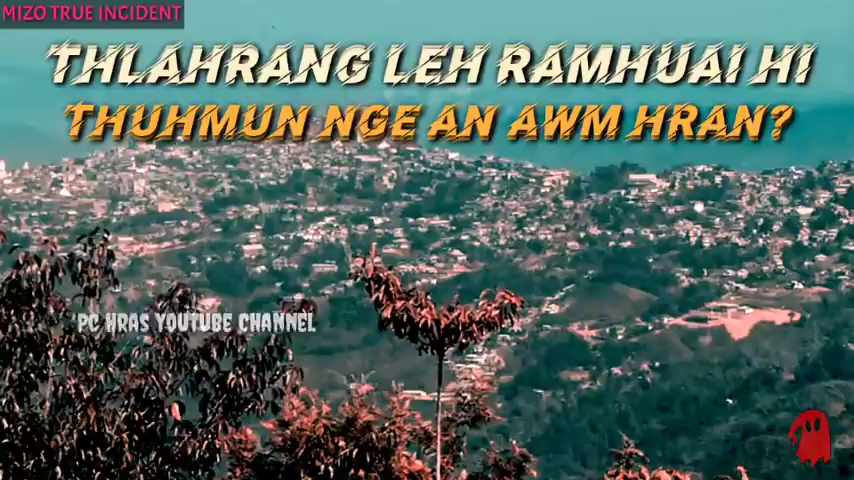 MIZO TRUE INCIDENT
THLAHRANG LEH RAMHUAI HI
THUHMUN NGE AN AWM HRAN?
PC HRAS YOUTUBE CHANNEL